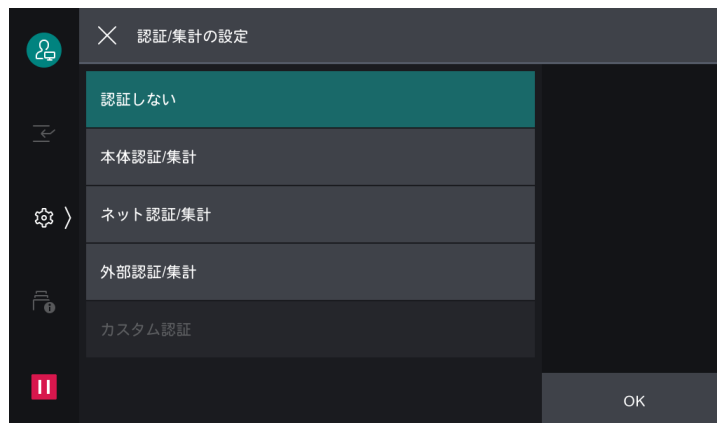 認証/集計の設定
認証しない
本体認証/集計
ネット認証/集計
外部認証/集計
カスタム認証
OK